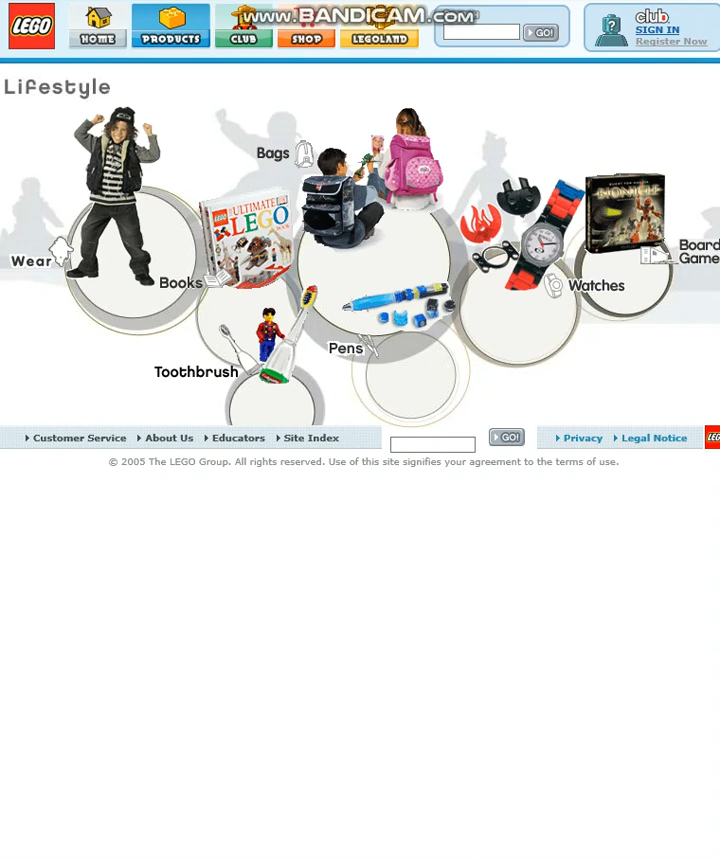 www.BANDICAM.com
LEGO
HOME
PRODUCTS
CLUB
SHOP
LEGOLAND
GO!
club
SIGN IN
Register Now
Lifestyle
Bags
Wear
Books
ULTIMATE
LEGO
BOOK
BIONICLE
Board
Game
Watches
Pens
Toothbrush
Customer Service
About Us
Educators
Site Index
GO!
Privacy
Legal Notice
© 2005 The LEGO Group. All rights reserved. Use of this site signifies your agreement to the terms of use.